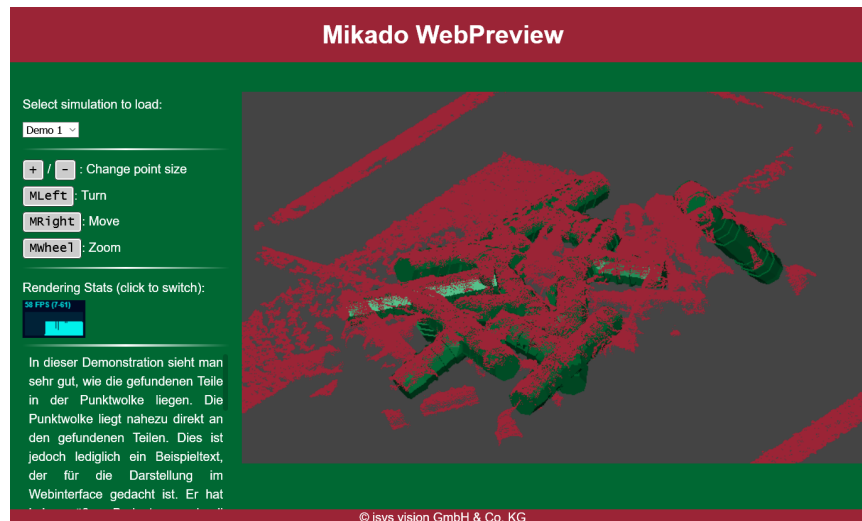 Mikado WebPreview
Select simulation to load:
Demo 1
+ / - : Change point size
MLeft : Turn
MRight : Move
MWheel : Zoom
Rendering Stats (click to switch):
58 FPS (7-61)
In dieser Demonstration sieht man
sehr gut, wie die gefundenen Teile
in der Punktwolke liegen. Die
Punktwolke liegt nahezu direkt an
den gefundenen Teilen. Dies ist
jedoch lediglich ein Beispieltext,
der für die Darstellung im
Webinterface gedacht ist. Er hat
© isys vision GmbH & Co. KG